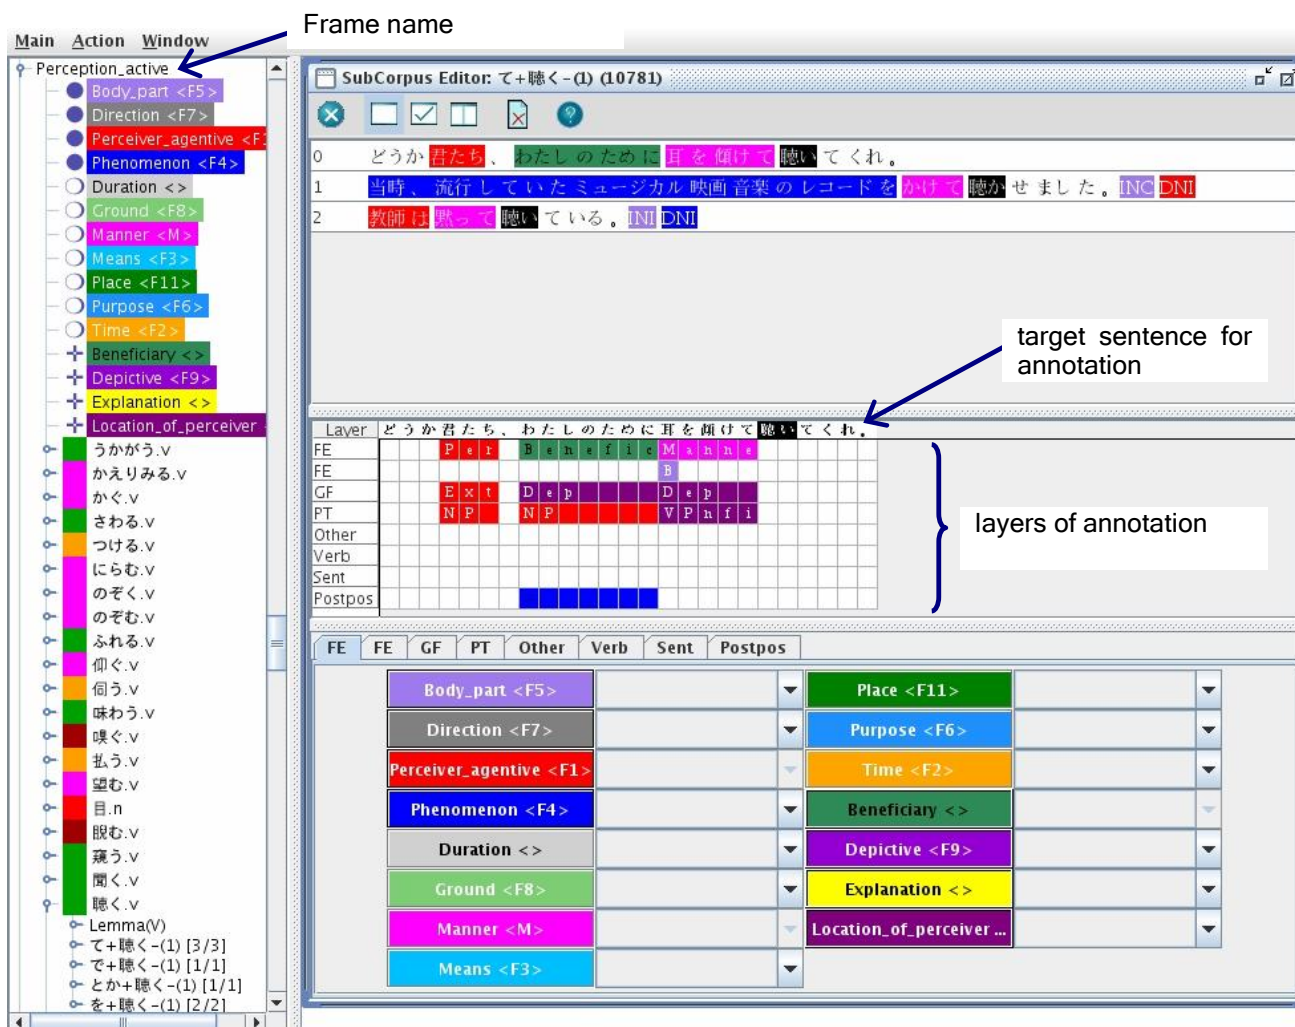 Frame name
Main Action Window
Perception_active
Body_part <F5>
Direction <F7>
Perceiver_agentive <F1
Phenomenon <F4>
Duration <>
Ground <F8>
Manner <M>
Means <F3>
Place <F11>
Purpose <F6>
Time <F2>
Beneficiary <>
Depictive <F9>
Explanation <>
Location_of_perceiver
うかがう.v
かえりみる.v
かぐ.v
さわる.v
つける.v
にらむ.v
のぞく.v
のぞむ.v
ふれる.v
仰ぐ.v
伺う.v
味わう.v
嗅ぐ.v
払う.v
望む.v
目.n
睨む.v
窺う.v
聞く.v
聴く.v
Lemma(V)
て+聴く-(1) [3/3]
で+聴く-(1) [1/1]
とか+聴く-(1) [1/1]
を+聴く-(1) [2/2]
SubCorpus Editor: て+聴く-(1) (10781)
0 どうか 君たち 、 わたし の ため に 耳 を 傾け て 聴い て くれ 。
1 当時 、 流行 し て い た ミュージカル 映画 音楽 の レコード を かけ て 聴か せ まし た 。 INC DNI
2 教師 は 黙っ て 聴い て いる 。 INI DNI
target sentence for
annotation
Layer どうか君たち、わたしのために耳を傾けて聴いてくれ。
FE Per Benefic Manne
FE B
GF Ext Dep Dep
PT NP NP VPnfi
Other
Verb
Sent
Postpos
layers of annotation
FE FE GF PT Other Verb Sent Postpos
Body_part <F5> Place <F11>
Direction <F7> Purpose <F6>
Perceiver_agentive <F1> Time <F2>
Phenomenon <F4> Beneficiary <>
Duration <> Depictive <F9>
Ground <F8> Explanation <>
Manner <M> Location_of_perceiver ...
Means <F3>